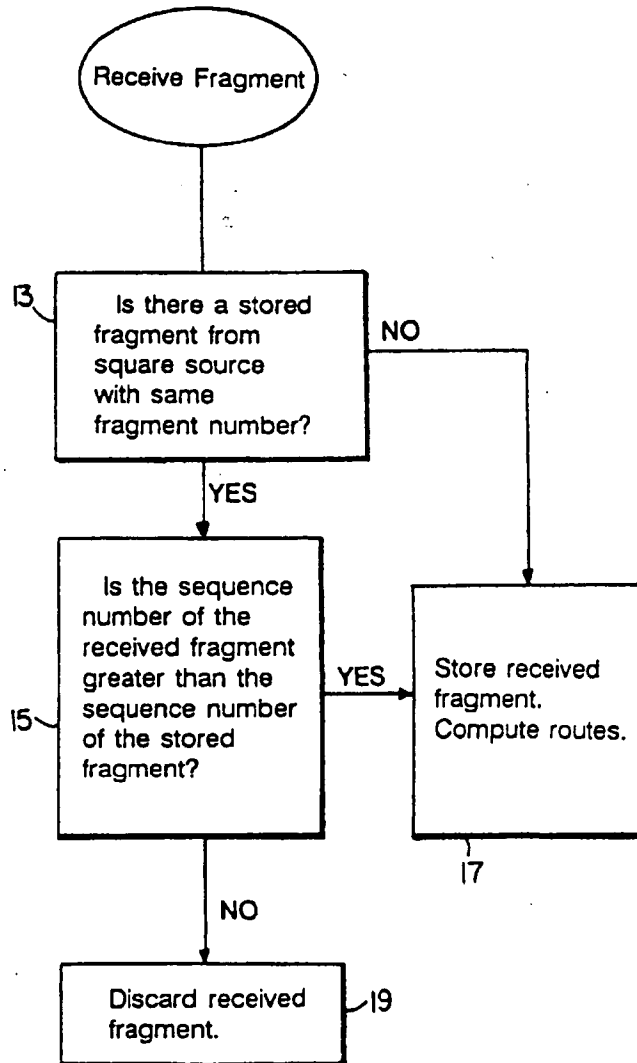 Receive Fragment
13
Is there a stored
fragment from
square source
with same
fragment number?
NO
YES
Is the sequence
number of the
received fragment
greater than the
sequence number
of the stored
fragment?
15
YES
Store received
fragment.
Compute routes.
17
NO
Discard received
fragment.
19